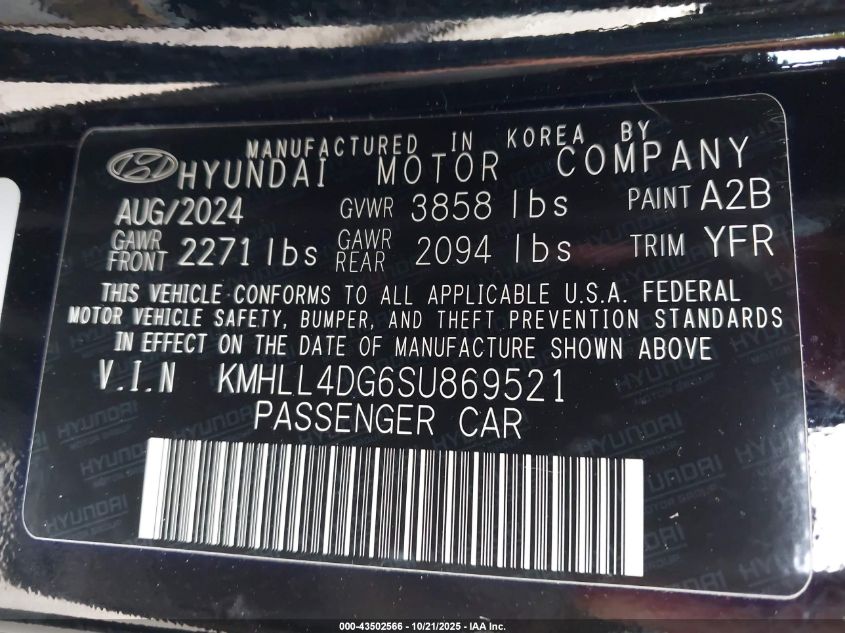 MANUFACTURED IN KOREA BY
HYUNDAI MOTOR COMPANY
AUG/2024 GVWR 3858 lbs PAINT A2B
GAWR FRONT 2271 lbs GAWR REAR 2094 lbs TRIM YFR
THIS VEHICLE CONFORMS TO ALL APPLICABLE U.S.A. FEDERAL
MOTOR VEHICLE SAFETY, BUMPER, AND THEFT PREVENTION STANDARDS
IN EFFECT ON THE DATE OF MANUFACTURE SHOWN ABOVE
V.I.N KMHLL4DG6SU869521
PASSENGER CAR
000-43502566 - 10/21/2025 - IAA Inc.